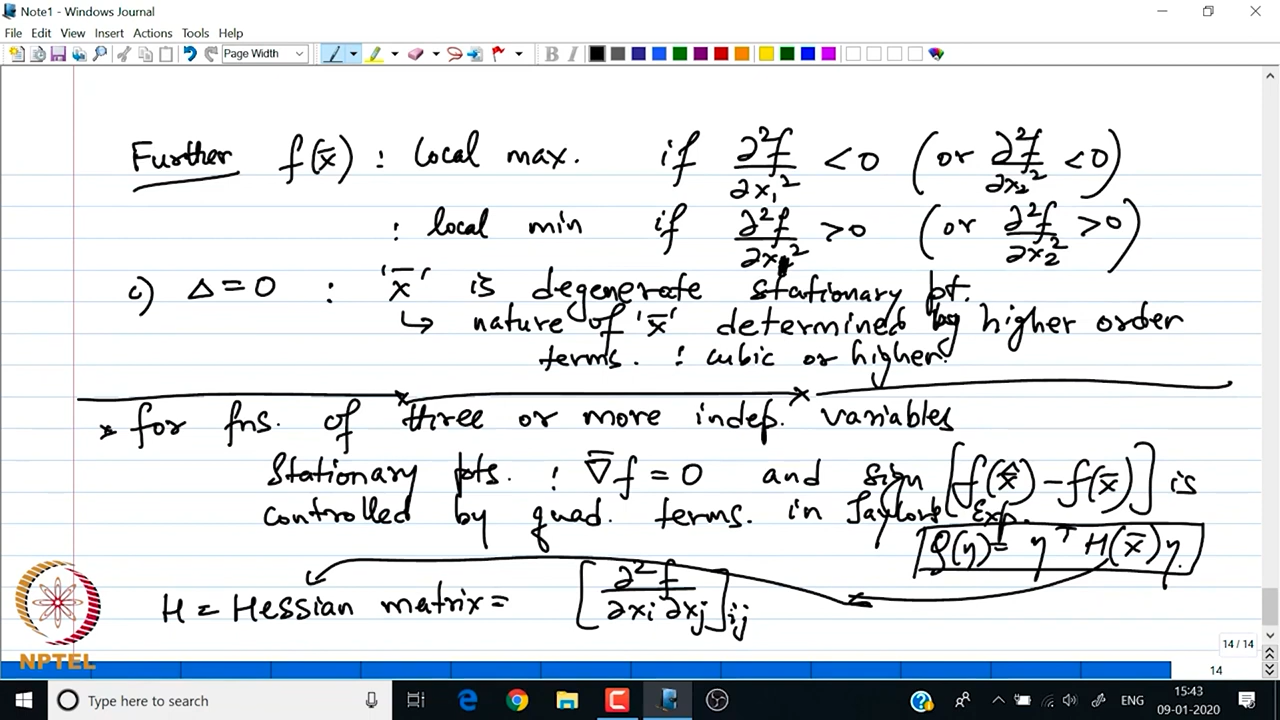 Note1 - Windows Journal
File Edit View Insert Actions Tools Help
Page Width
B I
Further f(x̄) : local max. if ∂²f/∂x₁² < 0 (or ∂²f/∂x₂² < 0)
: local min if ∂²f/∂x₁² > 0 (or ∂²f/∂x₂² > 0)
c) Δ = 0 : 'x̄' is degenerate stationary pt.
↳ nature of 'x̄' determined by higher order
terms. : cubic or higher.
* for fns. of three or more indep. variables
Stationary pts. : ∇̄f = 0 and sign [f(x̂) - f(x̄)] is
controlled by quad. terms. in Taylor's Exp.
Q(y) = yᵀ H(x̄) y.
H = Hessian matrix = [∂²f/∂xi ∂xj]ij
NPTEL
14 / 14
14
Type here to search
ENG
15:43
09-01-2020